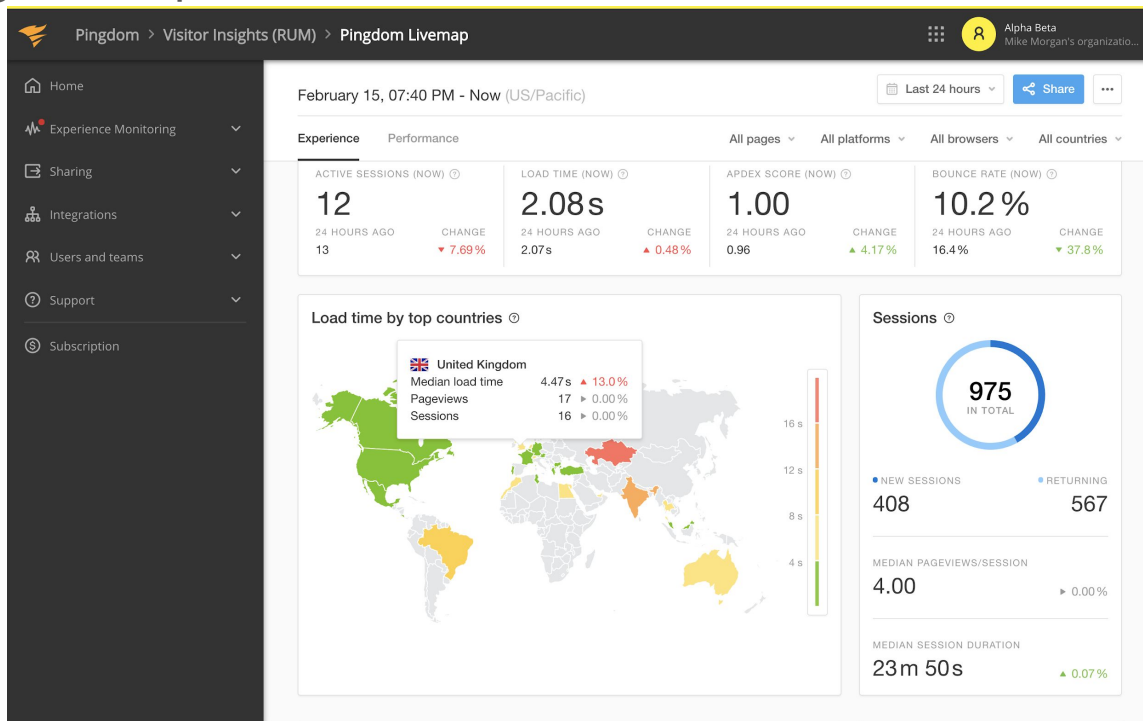 Pingdom > Visitor Insights (RUM) > Pingdom Livemap
Alpha Beta
Mike Morgan's organizatio...
Home
Experience Monitoring
Sharing
Integrations
Users and teams
Support
Subscription
February 15, 07:40 PM - Now (US/Pacific)
Last 24 hours
Share
Experience Performance
All pages All platforms All browsers All countries
ACTIVE SESSIONS (NOW)
12
24 HOURS AGO CHANGE
13 ▼ 7.69 %
LOAD TIME (NOW)
2.08 s
24 HOURS AGO CHANGE
2.07 s ▲ 0.48 %
APDEX SCORE (NOW)
1.00
24 HOURS AGO CHANGE
0.96 ▲ 4.17 %
BOUNCE RATE (NOW)
10.2 %
24 HOURS AGO CHANGE
16.4 % ▼ 37.8 %
Load time by top countries
United Kingdom
Median load time 4.47 s ▲ 13.0 %
Pageviews 17 ▶ 0.00 %
Sessions 16 ▶ 0.00 %
16 s
12 s
8 s
4 s
Sessions
975
IN TOTAL
NEW SESSIONS RETURNING
408 567
MEDIAN PAGEVIEWS/SESSION
4.00 ▶ 0.00 %
MEDIAN SESSION DURATION
23 m 50 s ▲ 0.07 %